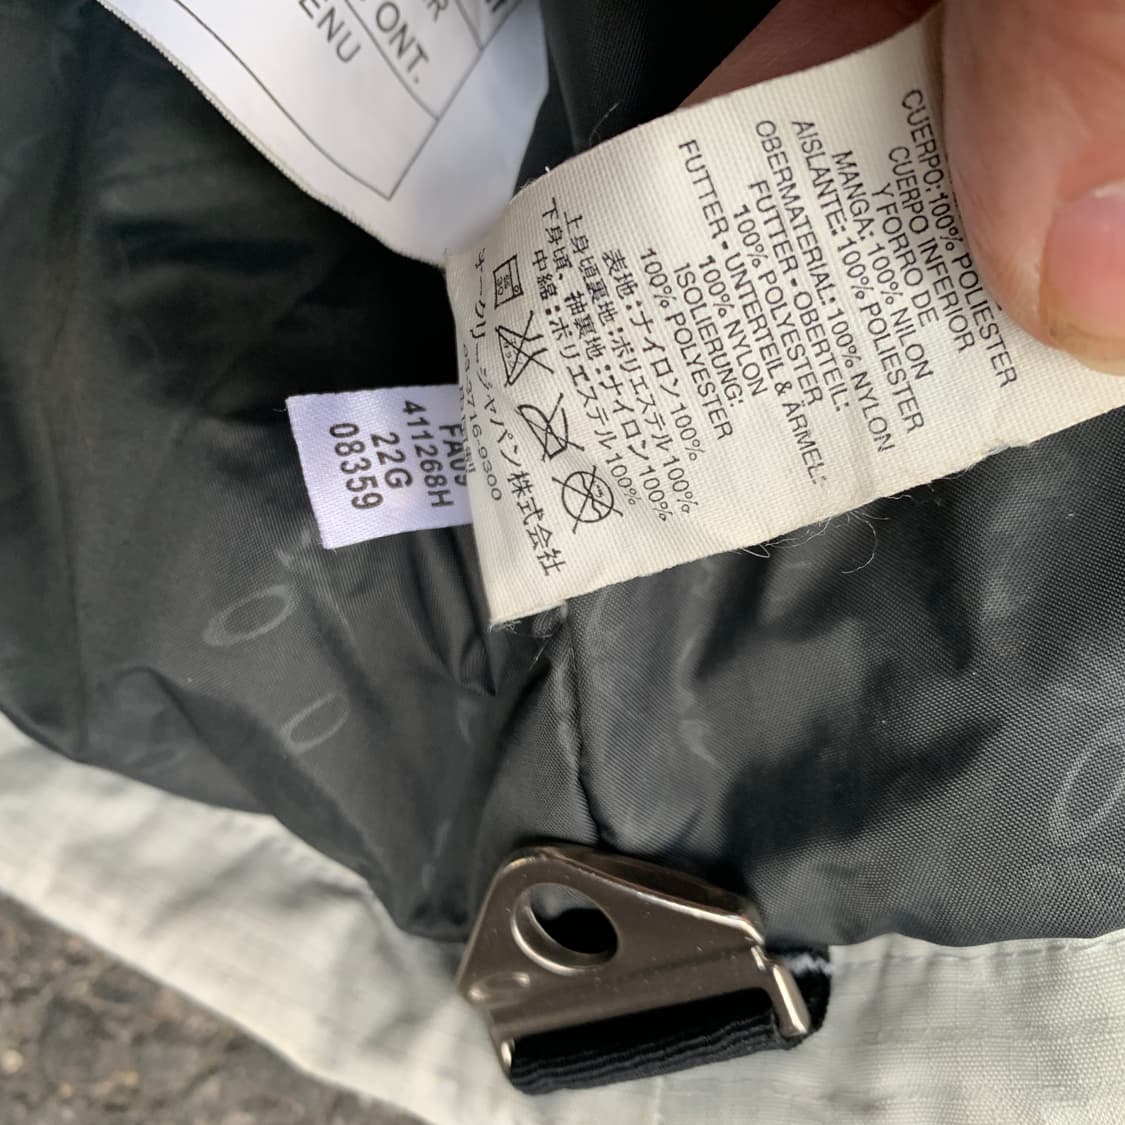 ER
ONT.
ENU
CUERPO:100% POLIESTER
CUERPO INFERIOR
Y FORRO DE
MANGA: 100% NILON
AISLANTE: 100% POLIESTER
OBERMATERIAL: 100% NYLON
FUTTER - OBERTEIL:
100% POLYESTER
FUTTER - UNTERTEIL & ÄRMEL:
100% NYLON
ISOLIERUNG:
100% POLYESTER
表地:ナイロン100%
上身頃裏地:ポリエステル100%
下身頃、袖裏地:ナイロン100%
中綿:ポリエステル100%
オークリージャパン株式会社
03-3716-9300
FA09
411268H
22G
08359